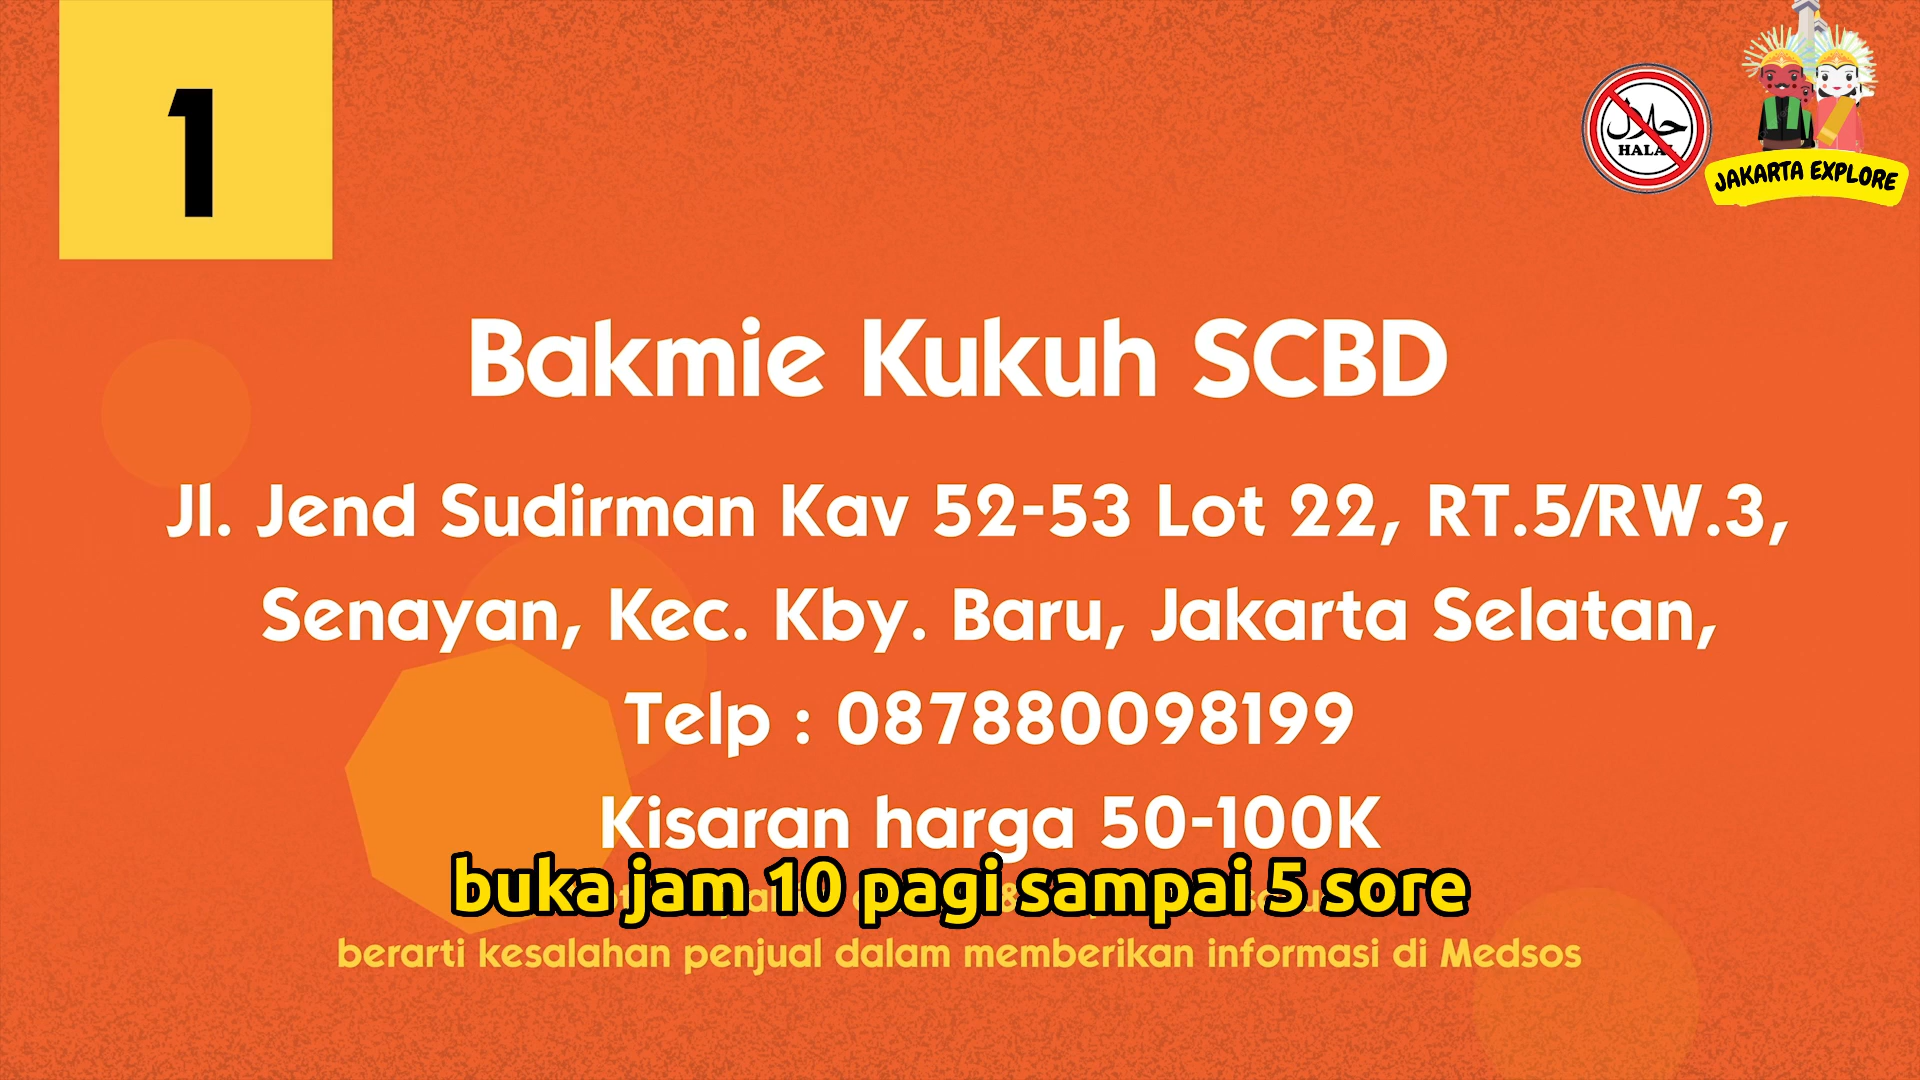 1
حلال
HALAL
JAKARTA EXPLORE
Bakmie Kukuh SCBD
Jl. Jend Sudirman Kav 52-53 Lot 22, RT.5/RW.3,
Senayan, Kec. Kby. Baru, Jakarta Selatan,
Telp : 087880098199
Kisaran harga 50-100K
buka jam 10 pagi sampai 5 sore
berarti kesalahan penjual dalam memberikan informasi di Medsos